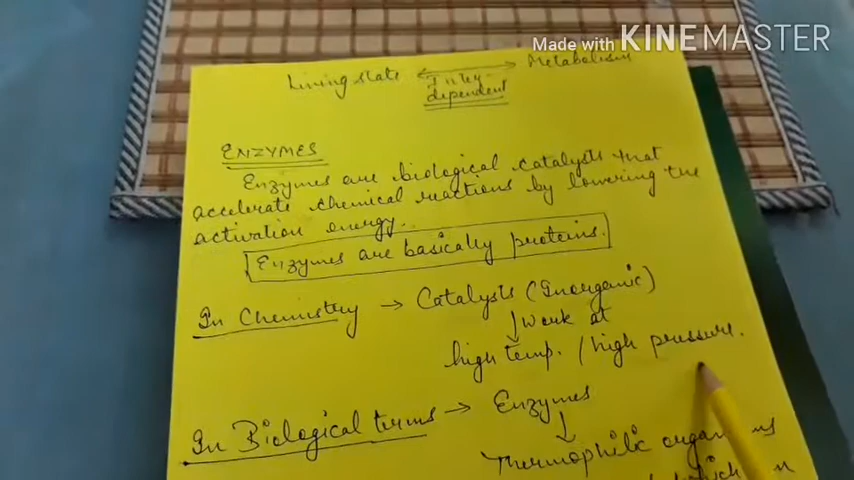 Made with KINEMASTER
Living state ⟷ Metabolism
Inter-
dependent
ENZYMES
Enzymes are biological catalysts that
accelerate chemical reactions by lowering the
activation energy.
Enzymes are basically proteins.
In Chemistry → Catalysts (Inorganic)
↓ work at
high temp. / high pressure.
In Biological terms → Enzymes
↓
Thermophilic organisms